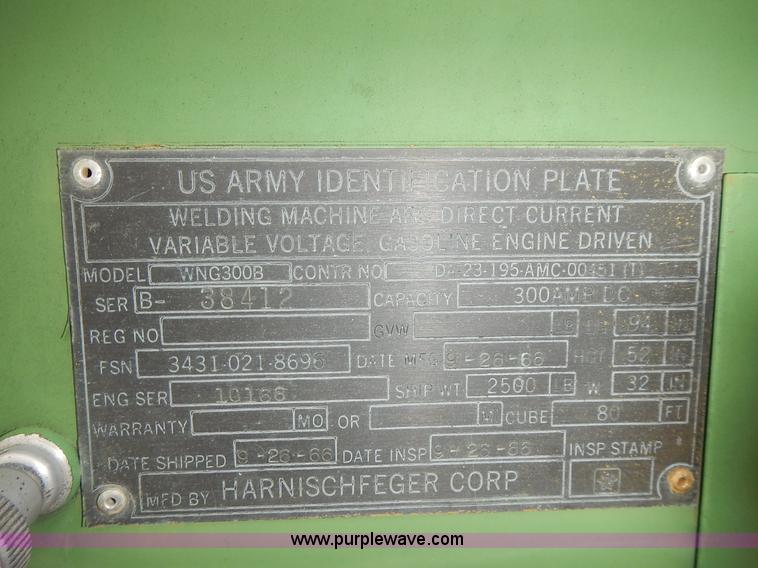 US ARMY IDENTIFICATION PLATE
WELDING MACHINE ARC DIRECT CURRENT
VARIABLE VOLTAGE, GASOLINE ENGINE DRIVEN
MODEL WNG300B CONTR NO DA-23-195-AMC- (T)
SER B- 38412 CAPACITY 300AMP DC
REG NO GVW LB 94 IN
FSN 3431-021-8696 DATE MFG 9-26-66 HGT 52 IN
ENG SER 10168 SHIP WT 2500 LB W 32 IN
WARRANTY MO OR CUBE 80 FT
DATE SHIPPED 9-26-66 DATE INSP 9-26-66 INSP STAMP
MFD BY HARNISCHFEGER CORP
www.purplewave.com